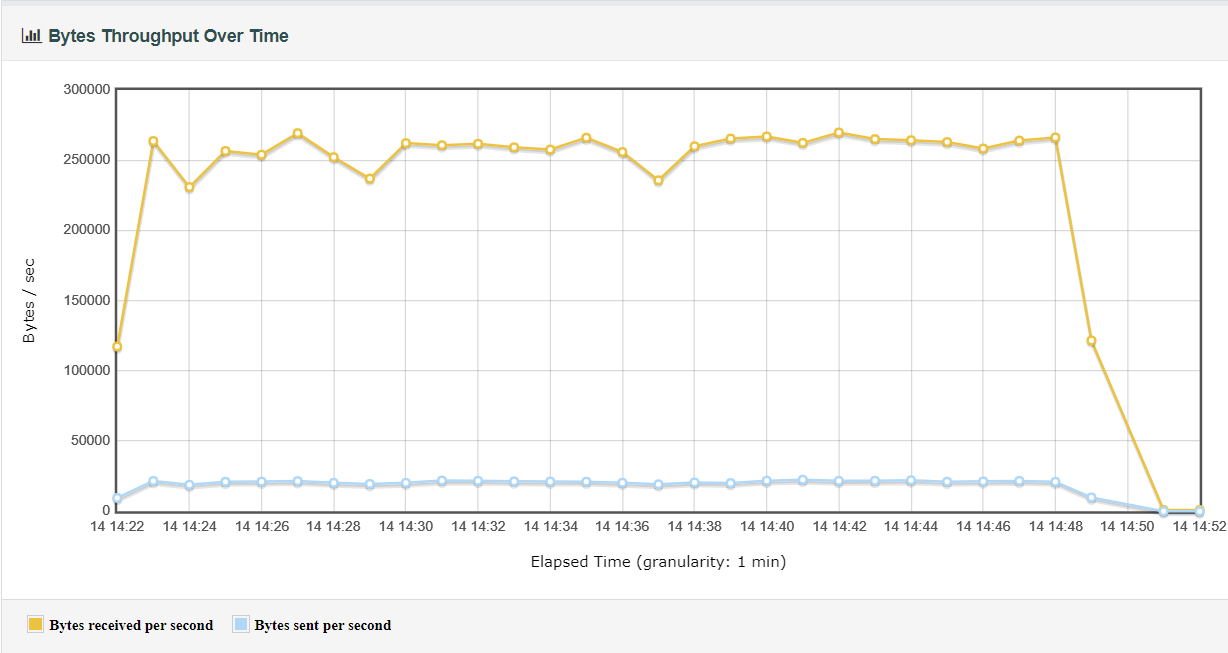 Bytes Throughput Over Time
300000
250000
200000
150000
100000
50000
0
Bytes / sec
14 14:22 14 14:24 14 14:26 14 14:28 14 14:30 14 14:32 14 14:34 14 14:36 14 14:38 14 14:40 14 14:42 14 14:44 14 14:46 14 14:48 14 14:50 14 14:52
Elapsed Time (granularity: 1 min)
Bytes received per second Bytes sent per second